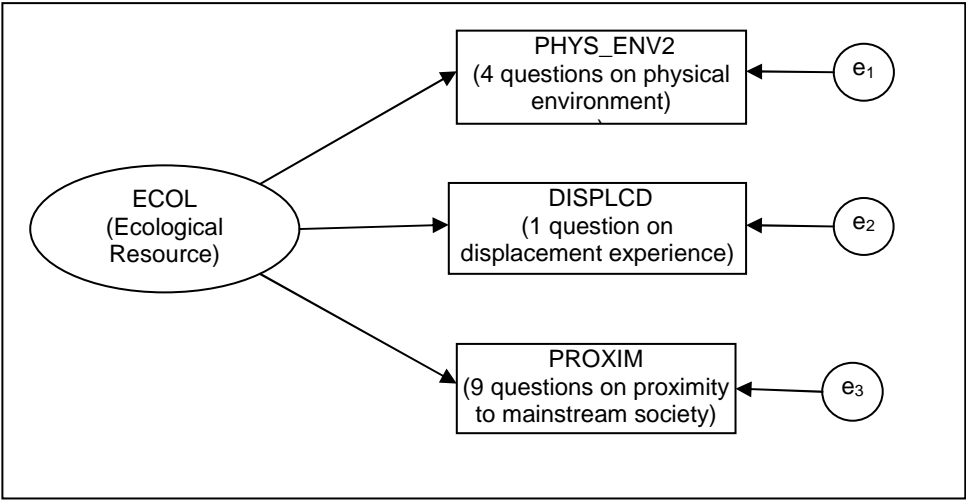 PHYS_ENV2
(4 questions on physical
environment)
)
e1
ECOL
(Ecological
Resource)
DISPLCD
(1 question on
displacement experience)
e2
PROXIM
(9 questions on proximity
to mainstream society)
e3